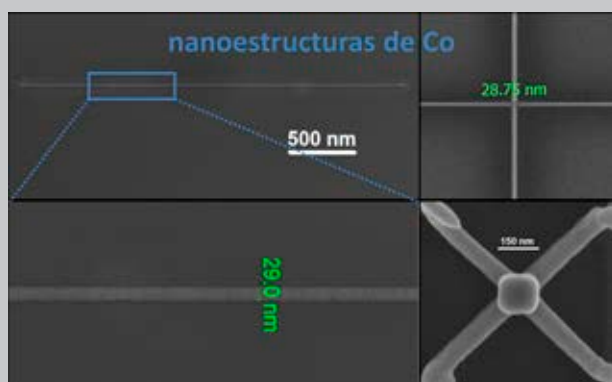 nanoestructuras de Co
500 nm
28.75 nm
29.0 nm
150 nm